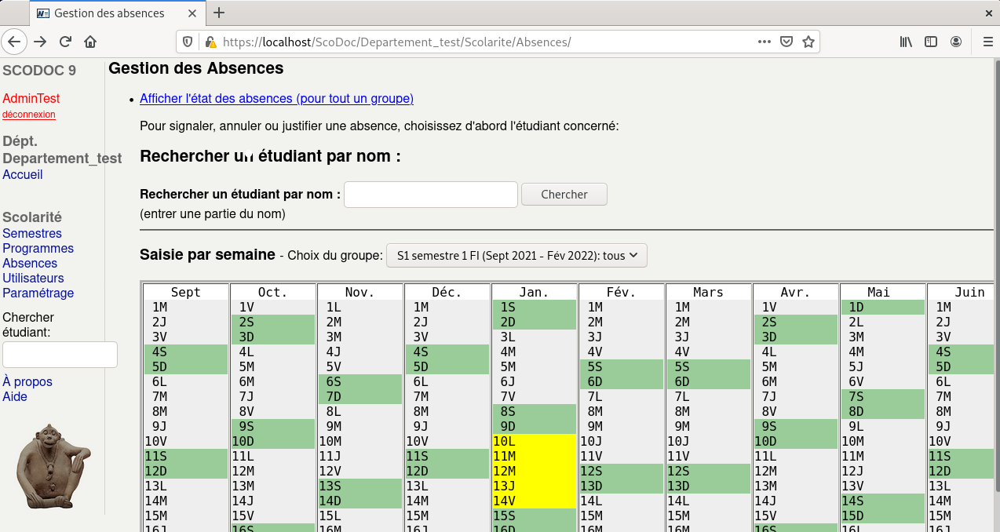 Gestion des absences
https://localhost/ScoDoc/Departement_test/Scolarite/Absences/
SCODOC 9
AdminTest
déconnexion
Dépt.
Departement_test
Accueil
Scolarité
Semestres
Programmes
Absences
Utilisateurs
Paramétrage
Chercher
étudiant:
À propos
Aide
Gestion des Absences
• Afficher l'état des absences (pour tout un groupe)
Pour signaler, annuler ou justifier une absence, choisissez d'abord l'étudiant concerné:
Rechercher un étudiant par nom :
Rechercher un étudiant par nom : Chercher
(entrer une partie du nom)
Saisie par semaine - Choix du groupe: S1 semestre 1 FI (Sept 2021 - Fév 2022): tous
Sept Oct. Nov. Déc. Jan. Fév. Mars Avr. Mai Juin
1M 1V 1L 1M 1S 1M 1M 1V 1D 1M
2J 2S 2M 2J 2D 2M 2M 2S 2L 2J
3V 3D 3M 3V 3L 3J 3J 3D 3M 3V
4S 4L 4J 4S 4M 4V 4V 4L 4M 4S
5D 5M 5V 5D 5M 5S 5S 5M 5J 5D
6L 6M 6S 6L 6J 6D 6D 6M 6V 6L
7M 7J 7D 7M 7V 7L 7L 7J 7S 7M
8M 8V 8L 8M 8S 8M 8M 8V 8D 8M
9J 9S 9M 9J 9D 9M 9M 9S 9L 9J
10V 10D 10M 10V 10L 10J 10J 10D 10M 10V
11S 11L 11J 11S 11M 11V 11V 11L 11M 11S
12D 12M 12V 12D 12M 12S 12S 12M 12J 12D
13L 13M 13S 13L 13J 13D 13D 13M 13V 13L
14M 14J 14D 14M 14V 14L 14L 14J 14S 14M
15M 15V 15L 15M 15S 15M 15M 15V 15D 15M
16J 16S 16M 16J 16D 16M 16M 16S 16L 16J